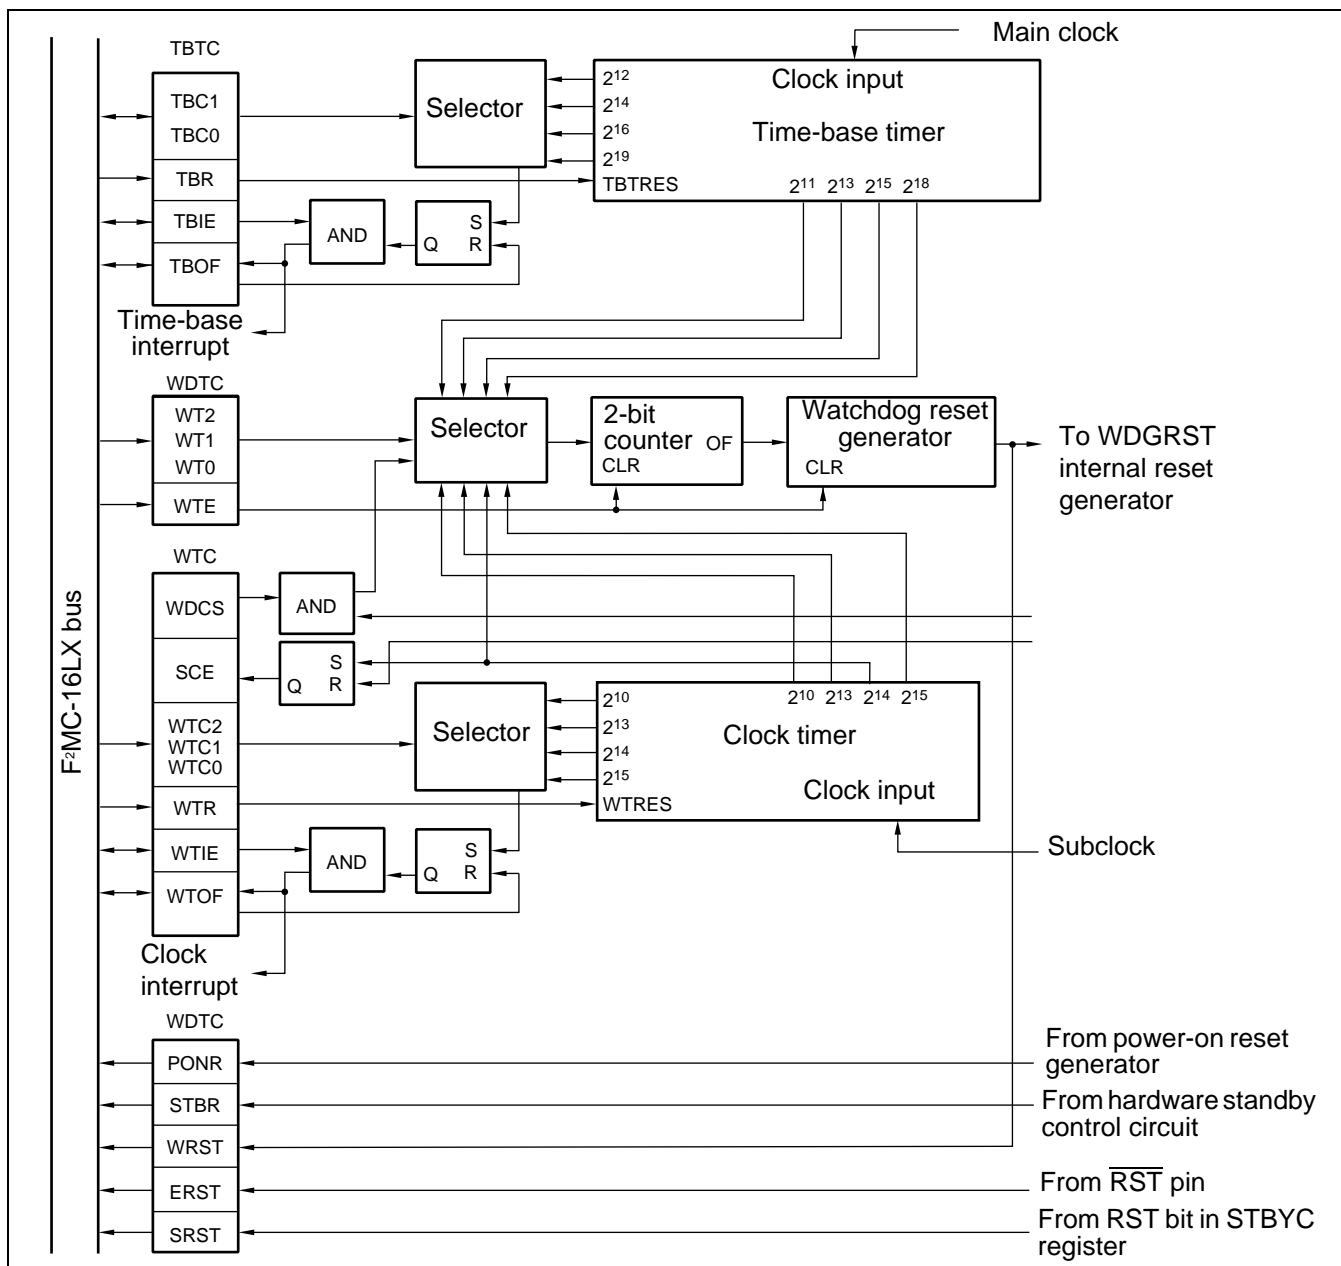 Main clock
TBTC
TBC1
TBC0
TBR
TBIE
TBOF
Selector
2¹²
2¹⁴
2¹⁶
2¹⁹
TBTRES
Clock input
Time-base timer
2¹¹ 2¹³ 2¹⁵ 2¹⁸
AND
S
Q R
Time-base
interrupt
F²MC-16LX bus
WDTC
WT2
WT1
WT0
WTE
Selector
2-bit
counter OF
CLR
Watchdog reset
generator
CLR
To WDGRST
internal reset
generator
WTC
WDCS
SCE
WTC2
WTC1
WTC0
WTR
WTIE
WTOF
AND
S
Q R
Selector
2¹⁰
2¹³
2¹⁴
2¹⁵
WTRES
2¹⁰ 2¹³ 2¹⁴ 2¹⁵
Clock timer
Clock input
AND
S
Q R
Subclock
Clock
interrupt
WDTC
PONR
STBR
WRST
ERST
SRST
From power-on reset
generator
From hardware standby
control circuit
From R̅S̅T̅ pin
From RST bit in STBYC
register